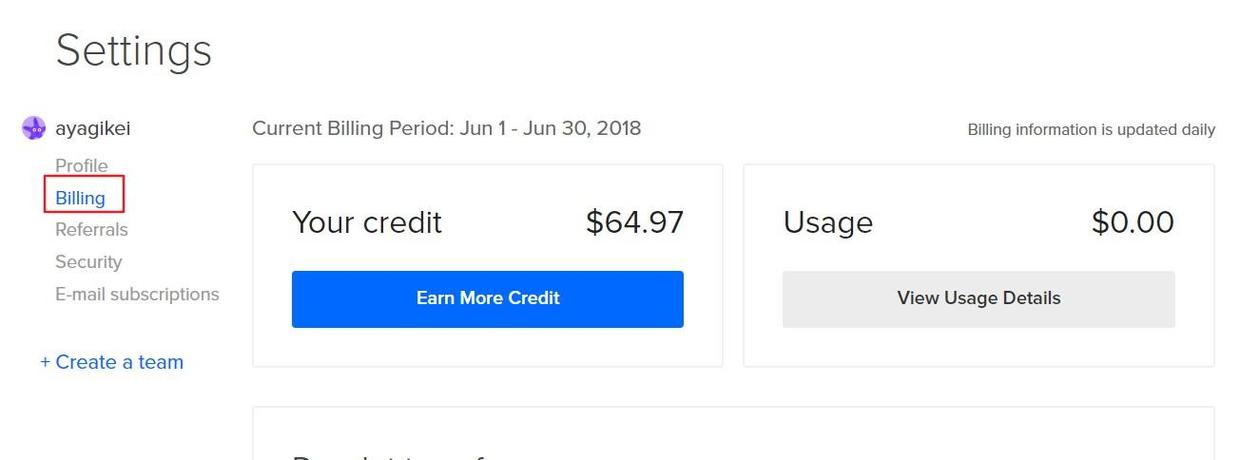 Settings
ayagikei
Profile
Billing
Referrals
Security
E-mail subscriptions
+ Create a team
Current Billing Period: Jun 1 - Jun 30, 2018
Billing information is updated daily
Your credit $64.97
Earn More Credit
Usage $0.00
View Usage Details